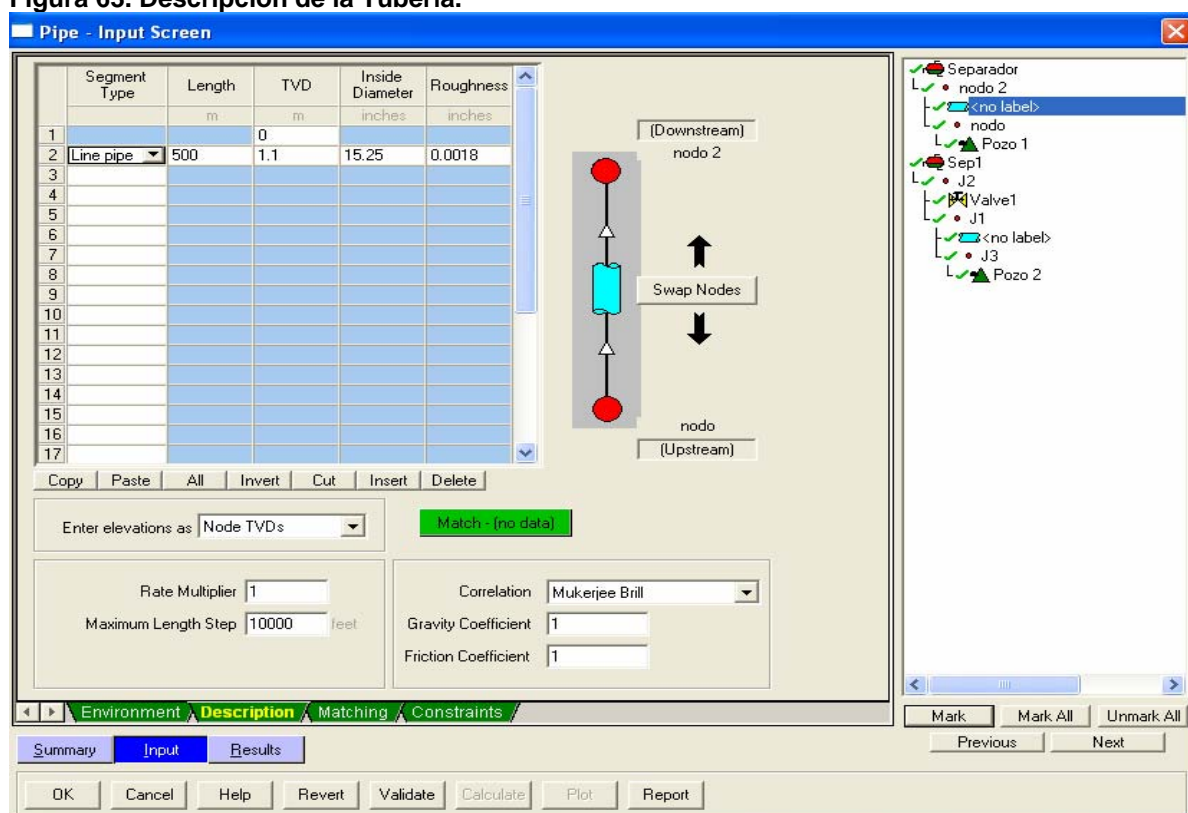 Figura 63. Descripción de la Tubería.
Pipe - Input Screen
Segment Type Length TVD Inside Diameter Roughness
m m inches inches
1 0
2 Line pipe 500 1.1 15.25 0.0018
3
4
5
6
7
8
9
10
11
12
13
14
15
16
17
Copy Paste All Invert Cut Insert Delete
(Downstream)
nodo 2
Swap Nodes
nodo
(Upstream)
Enter elevations as Node TVDs
Match - (no data)
Rate Multiplier 1
Maximum Length Step 10000 feet
Correlation Mukerjee Brill
Gravity Coefficient 1
Friction Coefficient 1
Environment Description Matching Constraints
Summary Input Results
OK Cancel Help Revert Validate Calculate Plot Report
Separador
nodo 2
<no label>
nodo
Pozo 1
Sep1
J2
Valve1
J1
<no label>
J3
Pozo 2
Mark Mark All Unmark All
Previous Next